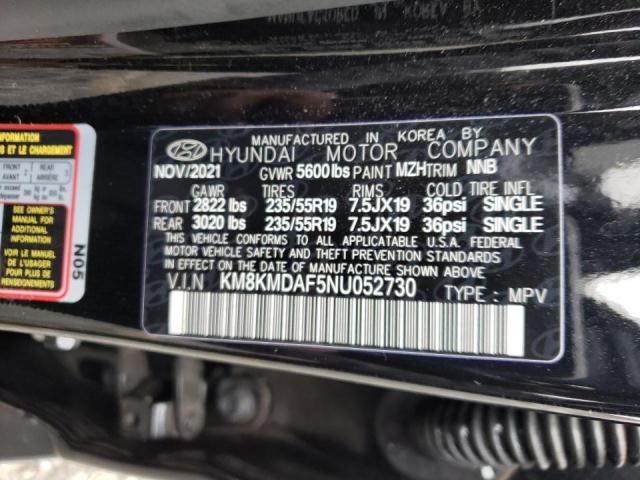 MANUFACTURED IN KOREA BY
HYUNDAI MOTOR COMPANY
NOV/2021 GVWR 5600lbs PAINT MZH TRIM NNB
GAWR TIRES RIMS COLD TIRE INFL
FRONT 2822 lbs 235/55R19 7.5JX19 36psi SINGLE
REAR 3020 lbs 235/55R19 7.5JX19 36psi SINGLE
THIS VEHICLE CONFORMS TO ALL APPLICABLE U.S.A. FEDERAL
MOTOR VEHICLE SAFETY AND THEFT PREVENTION STANDARDS
IN EFFECT ON THE DATE OF MANUFACTURE SHOWN ABOVE.
V.I.N KM8KMDAF5NU052730 TYPE : MPV
INFORMATION
US ET LE CHARGEMENT
FRONT
AVANT
REAR
ARRIÈRE
SEE OWNER'S
MANUAL FOR
ADDITIONAL
INFORMATION
VOIR LE MANUEL
DE L'USAGER
POUR PLUS DE
N05